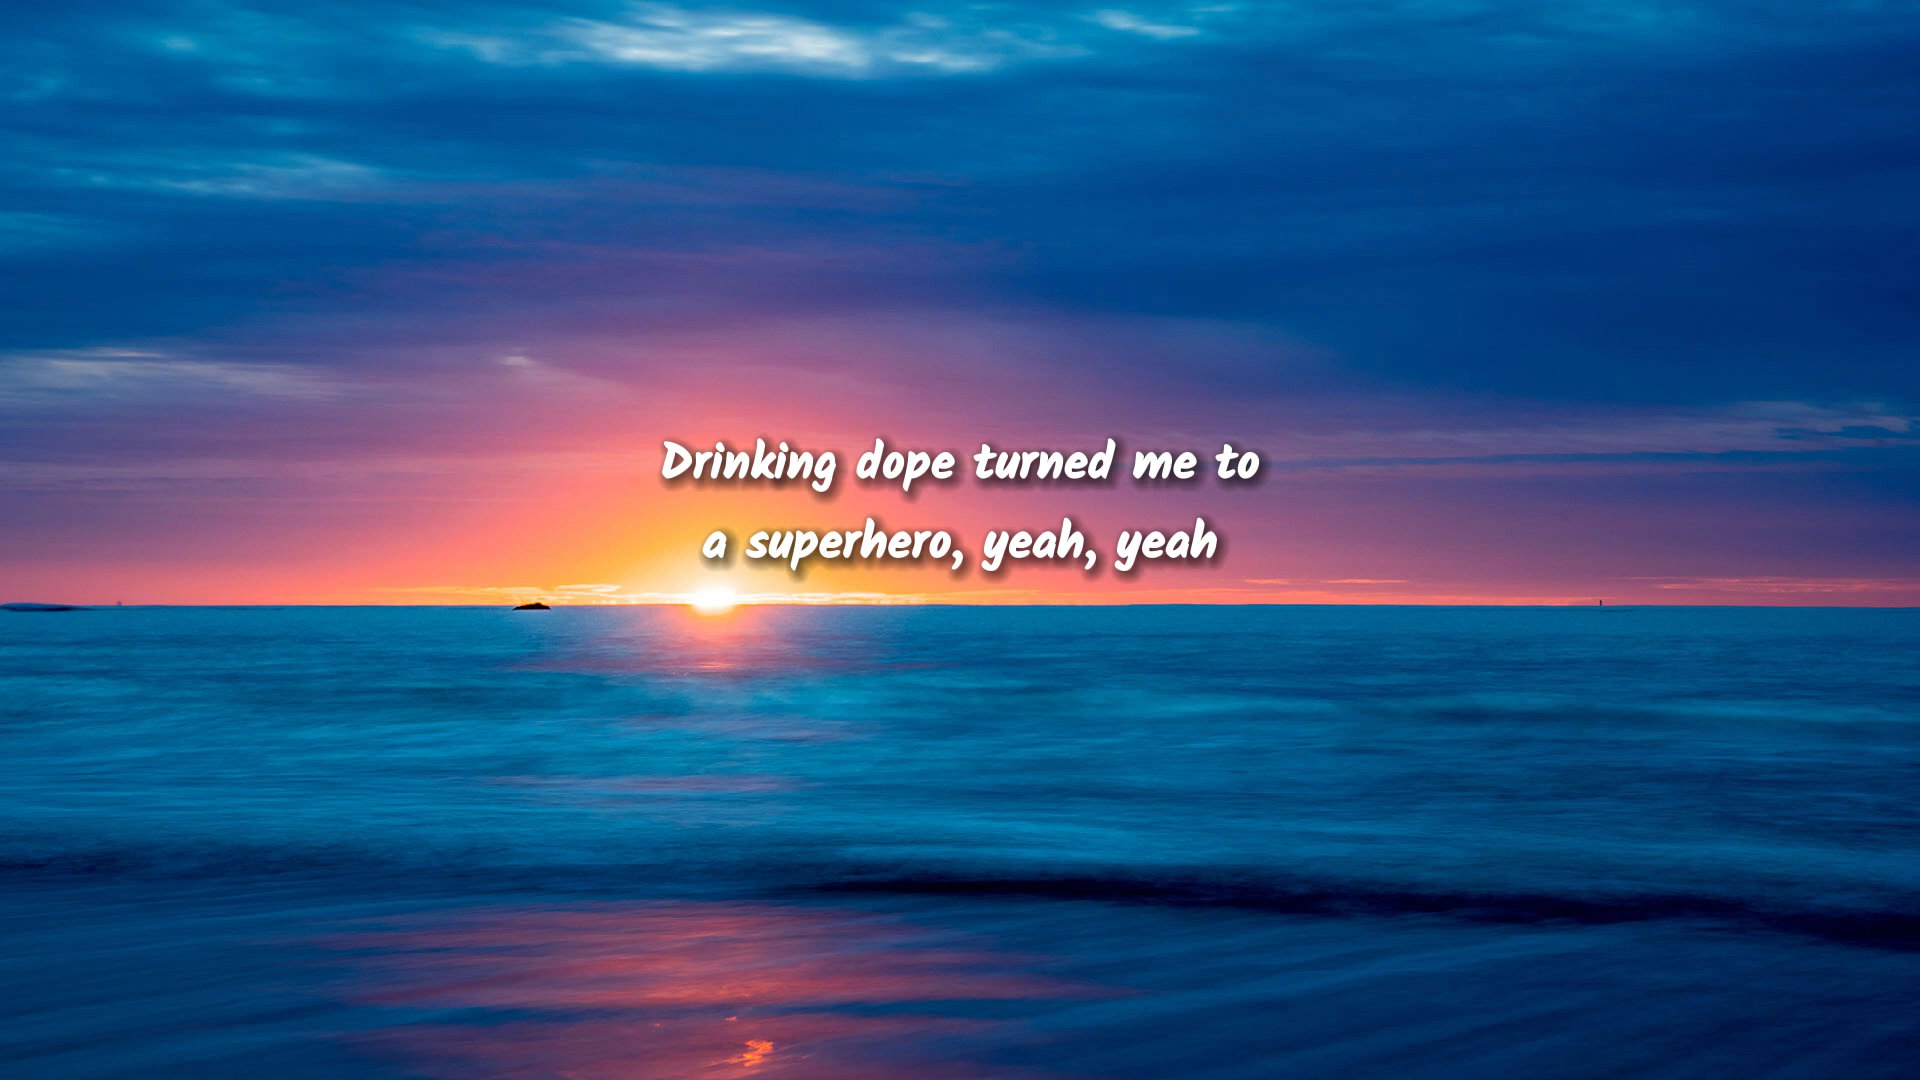 Drinking dope turned me to
a superhero, yeah, yeah